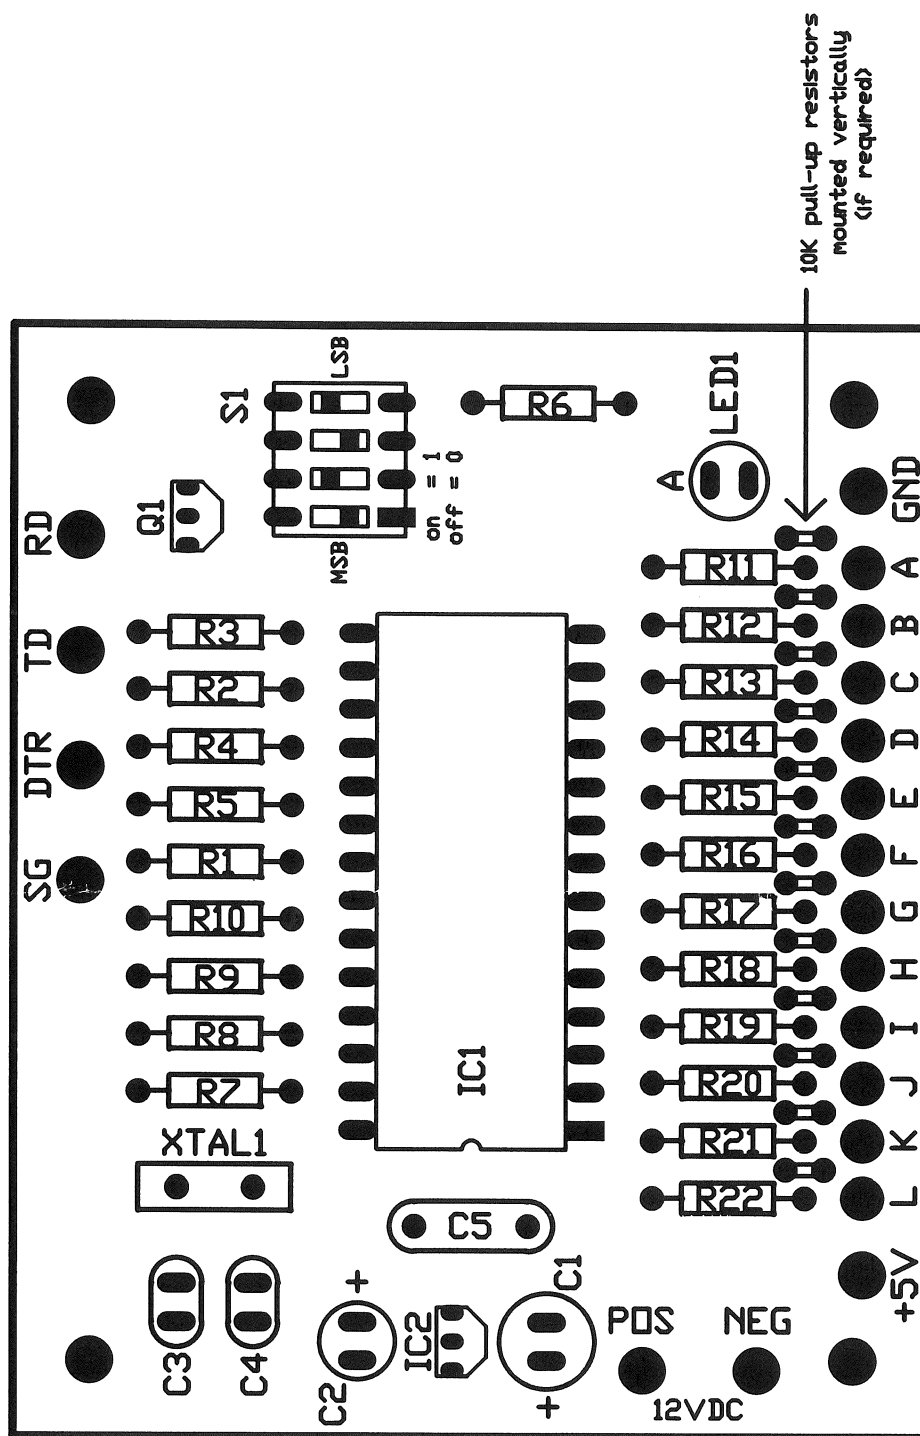 10K pull-up resistors
mounted vertically
(if required)
RD
TD
DTR
SG
Q1
S1
LSB
MSB
on = 1
off = 0
R6
LED1
A
R3
R2
R4
R5
R1
R10
R9
R8
R7
XTAL1
IC1
R11
R12
R13
R14
R15
R16
R17
R18
R19
R20
R21
R22
GND
A
B
C
D
E
F
G
H
I
J
K
L
+5V
C5
C3
C4
+
C2
IC2
C1
+
POS
NEG
12VDC